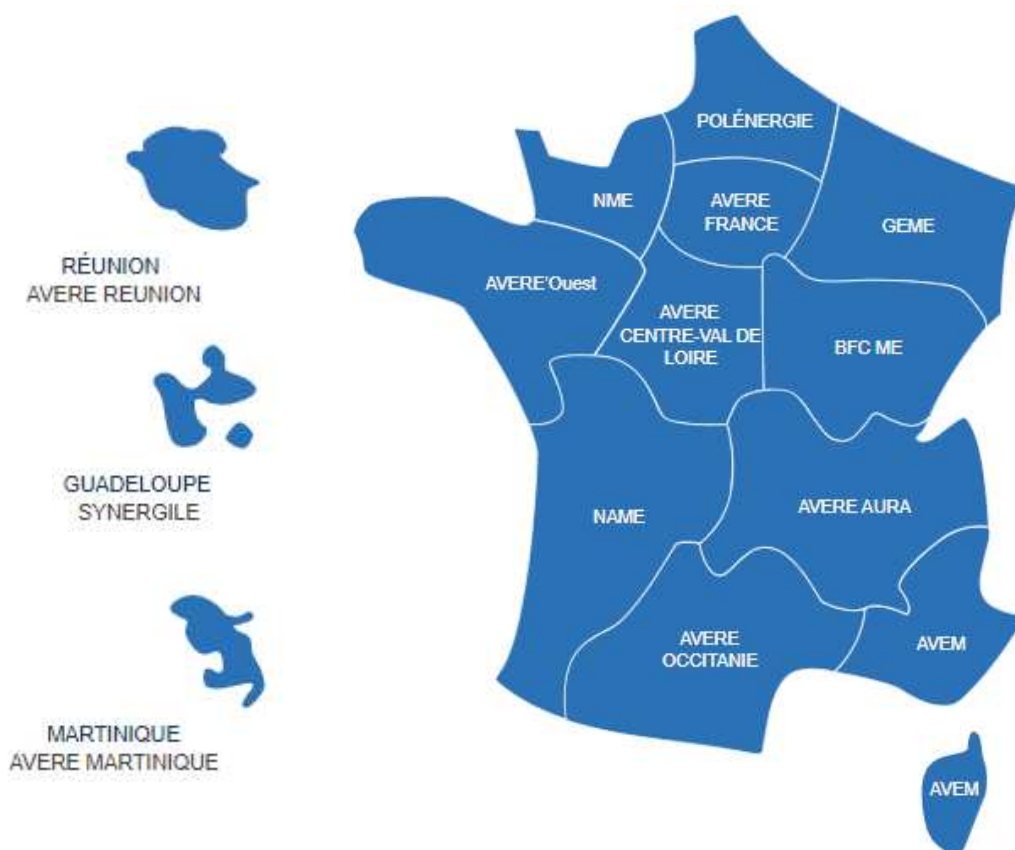 RÉUNION
AVERE REUNION
GUADELOUPE
SYNERGILE
MARTINIQUE
AVERE MARTINIQUE
POLÉNERGIE
NME
AVERE
FRANCE
GEME
AVERE'Ouest
AVERE
CENTRE-VAL DE
LOIRE
BFC ME
NAME
AVERE AURA
AVERE
OCCITANIE
AVEM
AVEM